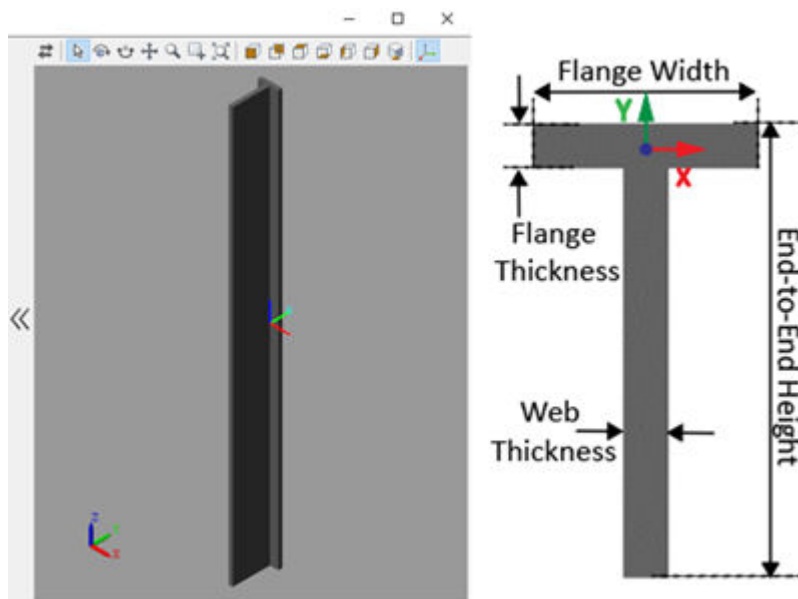 Flange Width
Y
X
Flange
Thickness
End-to-End Height
Web
Thickness
Z
Y
X